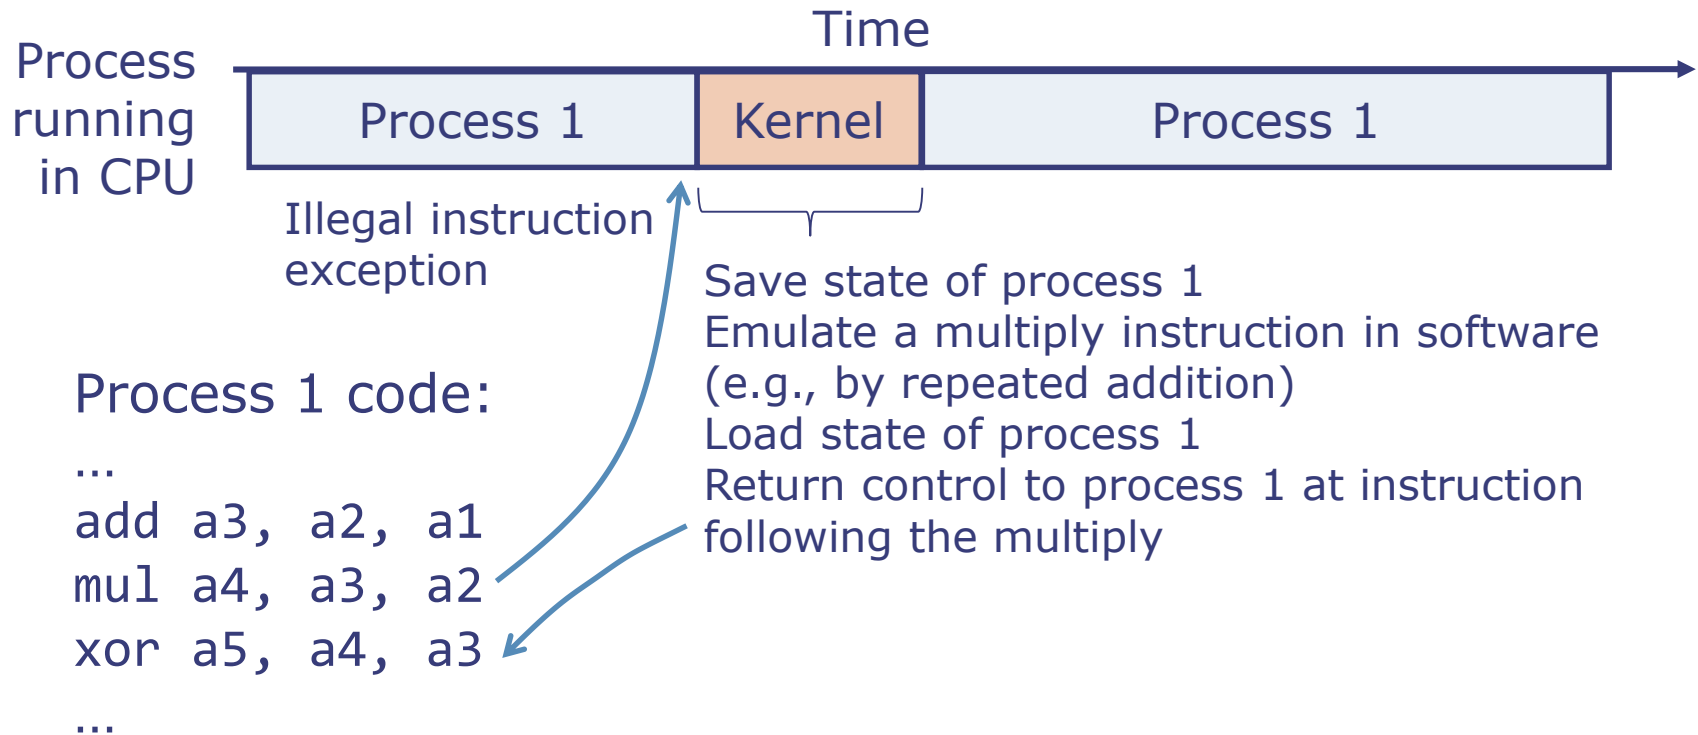 Time
Process
running
in CPU
Process 1
Kernel
Process 1
Illegal instruction
exception
Save state of process 1
Emulate a multiply instruction in software
(e.g., by repeated addition)
Load state of process 1
Return control to process 1 at instruction
following the multiply
Process 1 code:
…
add a3, a2, a1
mul a4, a3, a2
xor a5, a4, a3
…